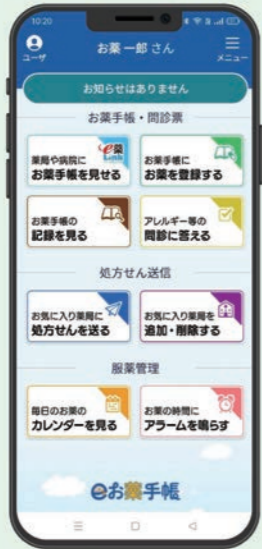 10:20
お薬 一郎 さん
ユーザ
メニュー
お知らせはありません
お薬手帳・問診票
薬局や病院に
お薬手帳を見せる
e薬Link
お薬手帳に
お薬を登録する
お薬手帳の
記録を見る
アレルギー等の
問診に答える
処方せん送信
お気に入り薬局に
処方せんを送る
お気に入り薬局を
追加・削除する
服薬管理
毎日のお薬の
カレンダーを見る
お薬の時間に
アラームを鳴らす
eお薬手帳